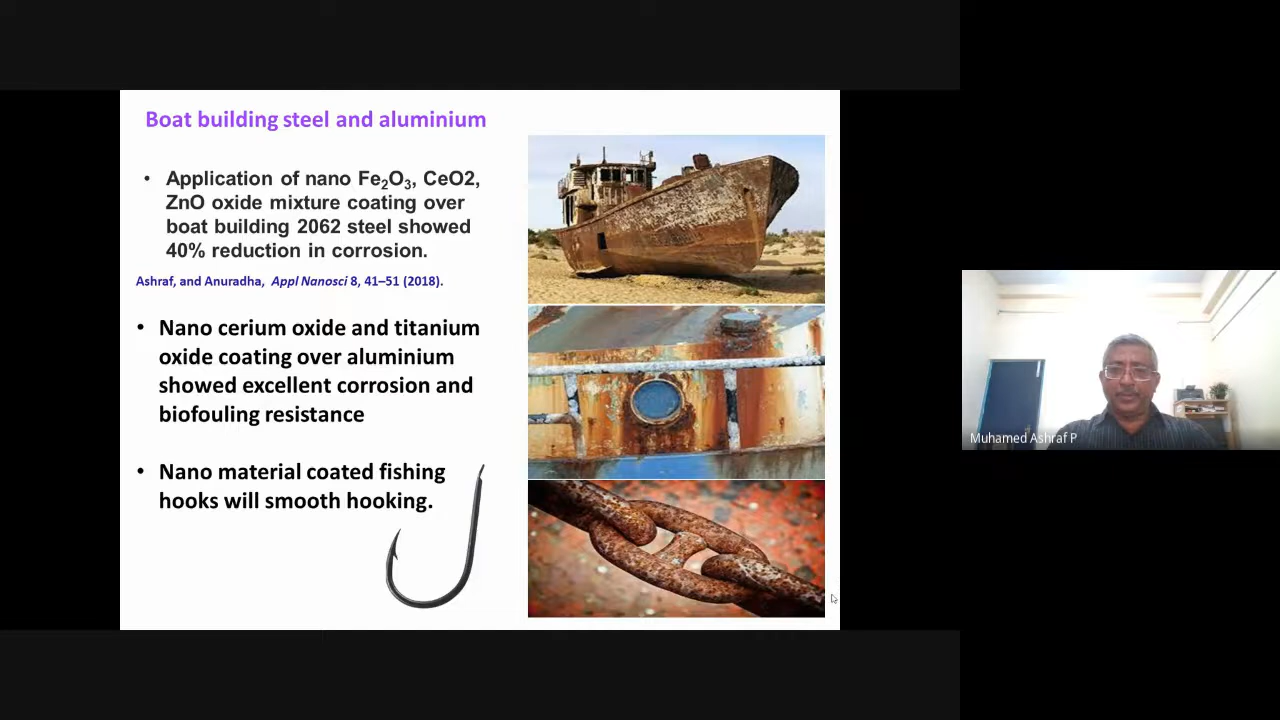 Boat building steel and aluminium
• Application of nano Fe₂O₃, CeO2,
ZnO oxide mixture coating over
boat building 2062 steel showed
40% reduction in corrosion.
Ashraf, and Anuradha, Appl Nanosci 8, 41–51 (2018).
• Nano cerium oxide and titanium
oxide coating over aluminium
showed excellent corrosion and
biofouling resistance
• Nano material coated fishing
hooks will smooth hooking.
Muhamed Ashraf P